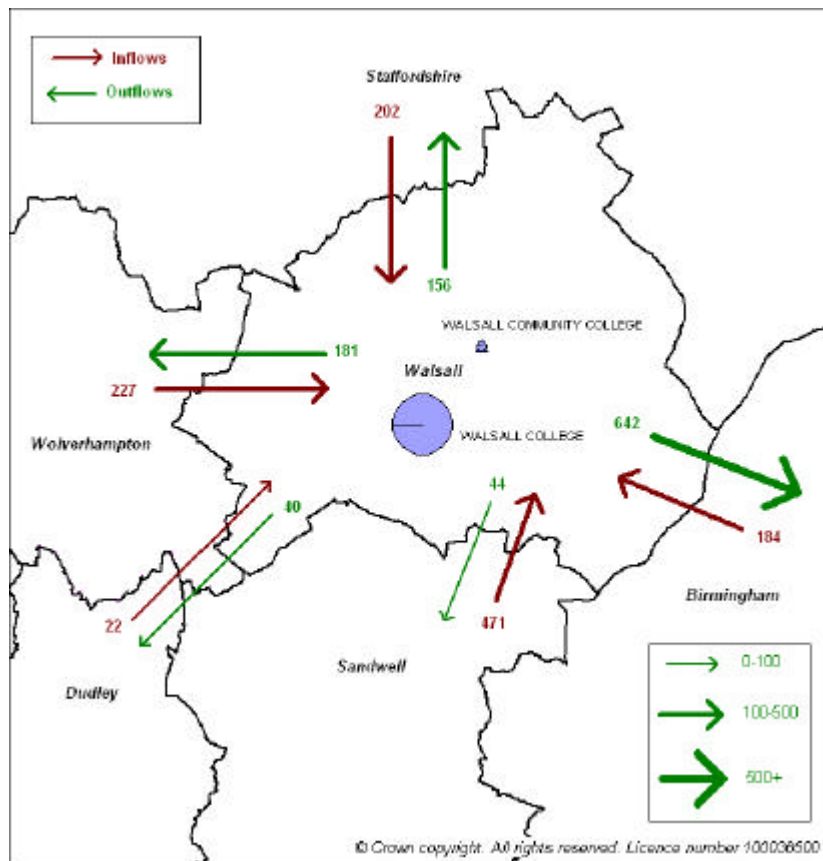 Inflows
Outflows
Staffordshire
202
156
WALSALL COMMUNITY COLLEGE
181
Walsall
227
642
Wolverhampton
WALSALL COLLEGE
44
40
184
22
471
Birmingham
Sandwell
Dudley
0-100
100-500
500+
© Crown copyright. All rights reserved. Licence number 100036500